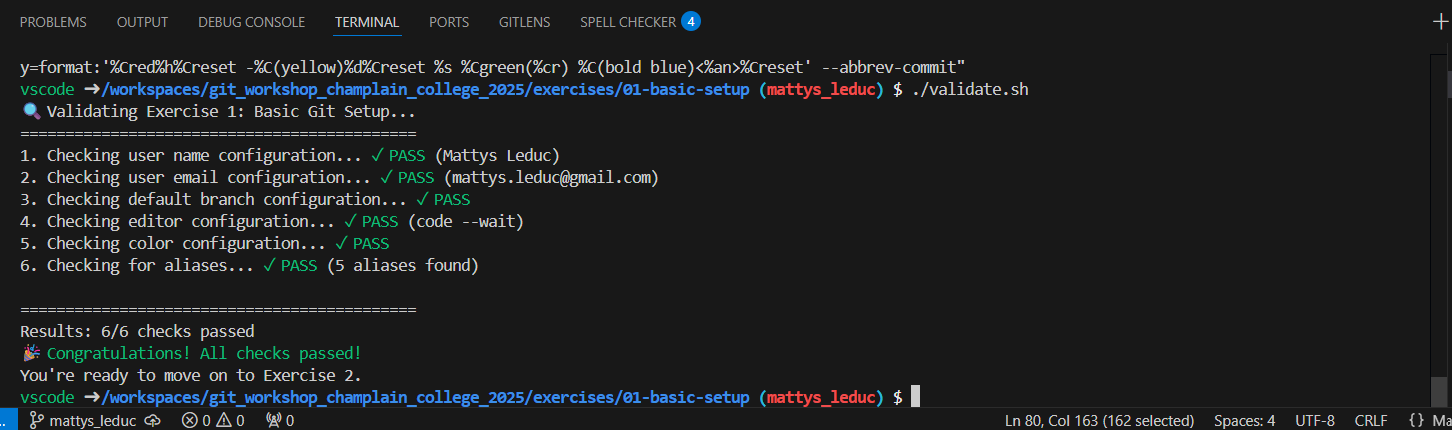 PROBLEMS OUTPUT DEBUG CONSOLE TERMINAL PORTS GITLENS SPELL CHECKER 4
y=format:'%Cred%h%Creset -%C(yellow)%d%Creset %s %Cgreen(%cr) %C(bold blue)<%an>%Creset' --abbrev-commit"
vscode ➜/workspaces/git_workshop_champlain_college_2025/exercises/01-basic-setup (mattys_leduc) $ ./validate.sh
🔍 Validating Exercise 1: Basic Git Setup...
============================================
1. Checking user name configuration... ✓ PASS (Mattys Leduc)
2. Checking user email configuration... ✓ PASS (mattys.leduc@gmail.com)
3. Checking default branch configuration... ✓ PASS
4. Checking editor configuration... ✓ PASS (code --wait)
5. Checking color configuration... ✓ PASS
6. Checking for aliases... ✓ PASS (5 aliases found)
============================================
Results: 6/6 checks passed
🎉 Congratulations! All checks passed!
You're ready to move on to Exercise 2.
vscode ➜/workspaces/git_workshop_champlain_college_2025/exercises/01-basic-setup (mattys_leduc) $
mattys_leduc 0 0 0 Ln 80, Col 163 (162 selected) Spaces: 4 UTF-8 CRLF {} Ma